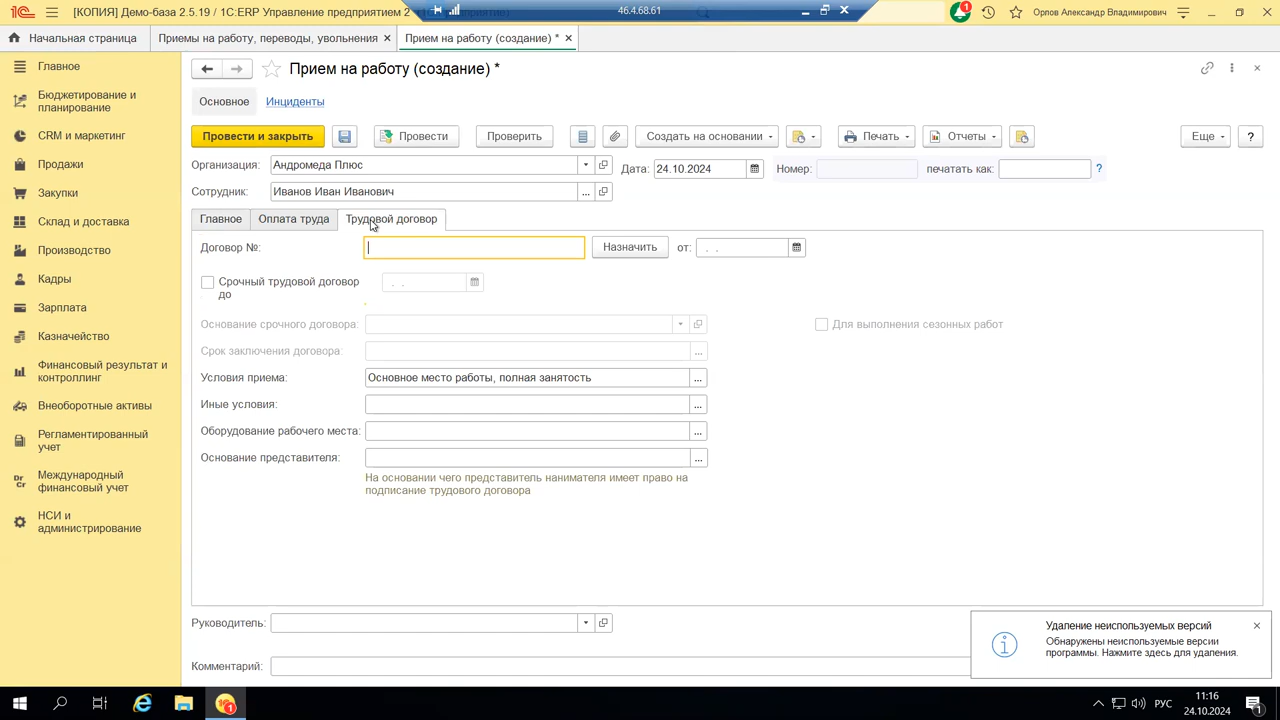 [КОПИЯ] Демо-база 2.5.19 / 1С:ERP Управление предприятием 2
46.4.68.61
Орлов Александр Владимирович
Начальная страница
Приемы на работу, переводы, увольнения ×
Прием на работу (создание) * ×
Главное
Бюджетирование и
планирование
CRM и маркетинг
Продажи
Закупки
Склад и доставка
Производство
Кадры
Зарплата
Казначейство
Финансовый результат и
контроллинг
Внеоборотные активы
Регламентированный
учет
Международный
финансовый учет
НСИ и
администрирование
Прием на работу (создание) *
Основное
Инциденты
Провести и закрыть
Провести
Проверить
Создать на основании
Печать
Отчеты
Еще
?
Организация:
Андромеда Плюс
Дата:
24.10.2024
Номер:
печатать как:
?
Сотрудник:
Иванов Иван Иванович
Главное
Оплата труда
Трудовой договор
Договор №:
Назначить
от:
. .
Срочный трудовой договор
до
. .
Основание срочного договора:
Для выполнения сезонных работ
Срок заключения договора:
Условия приема:
Основное место работы, полная занятость
Иные условия:
Оборудование рабочего места:
Основание представителя:
На основании чего представитель нанимателя имеет право на
подписание трудового договора
Руководитель:
Комментарий:
Удаление неиспользуемых версий
Обнаружены неиспользуемые версии
программы. Нажмите здесь для удаления.
РУС
11:16
24.10.2024